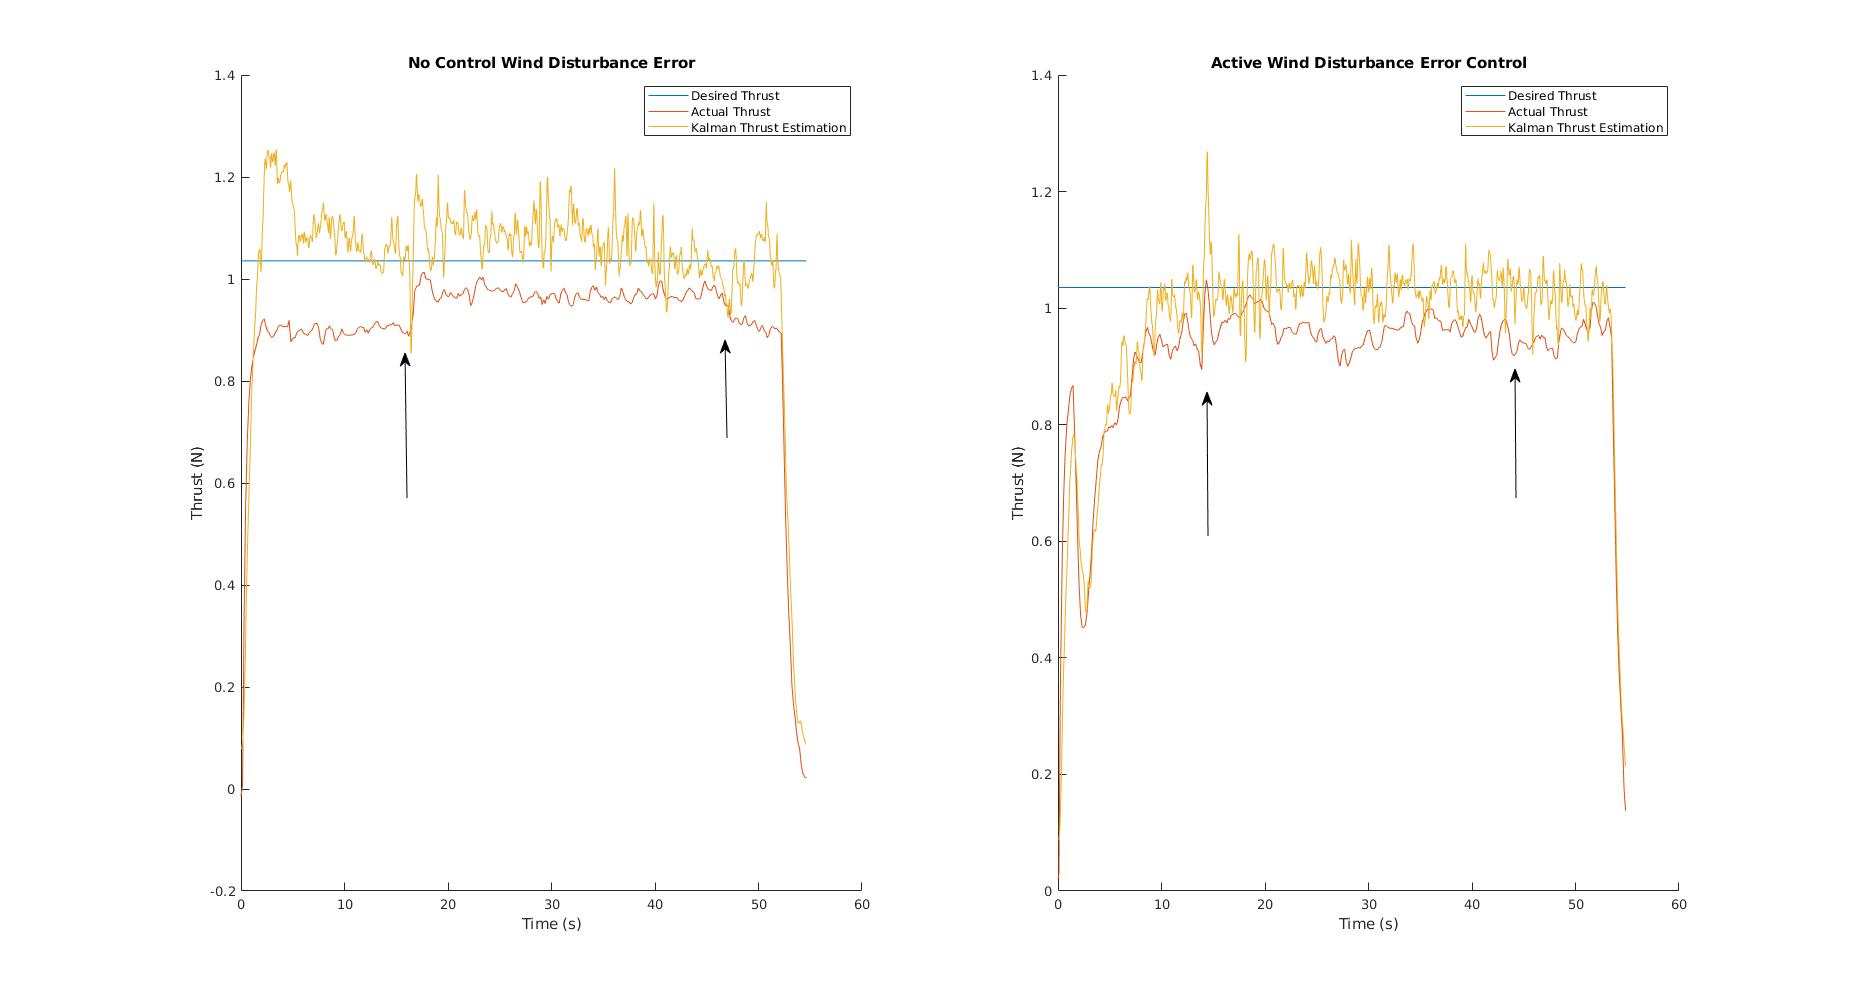 No Control Wind Disturbance Error
1.4
1.2
1
0.8
0.6
0.4
0.2
0
-0.2
Thrust (N)
Desired Thrust
Actual Thrust
Kalman Thrust Estimation
0 10 20 30 40 50 60
Time (s)
Active Wind Disturbance Error Control
1.4
1.2
1
0.8
0.6
0.4
0.2
0
Thrust (N)
Desired Thrust
Actual Thrust
Kalman Thrust Estimation
0 10 20 30 40 50 60
Time (s)